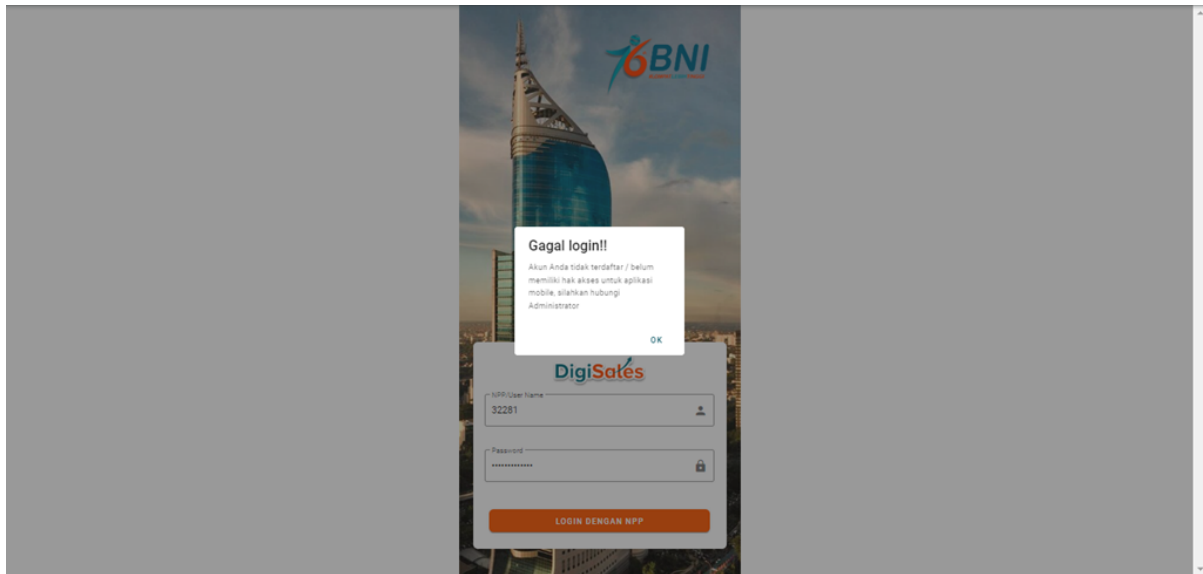 76BNI
Gagal login!!
Akun Anda tidak terdaftar / belum
memiliki hak akses untuk aplikasi
mobile, silahkan hubungi
Administrator
OK
DigiSales
NPP/User Name
32281
Password
LOGIN DENGAN NPP